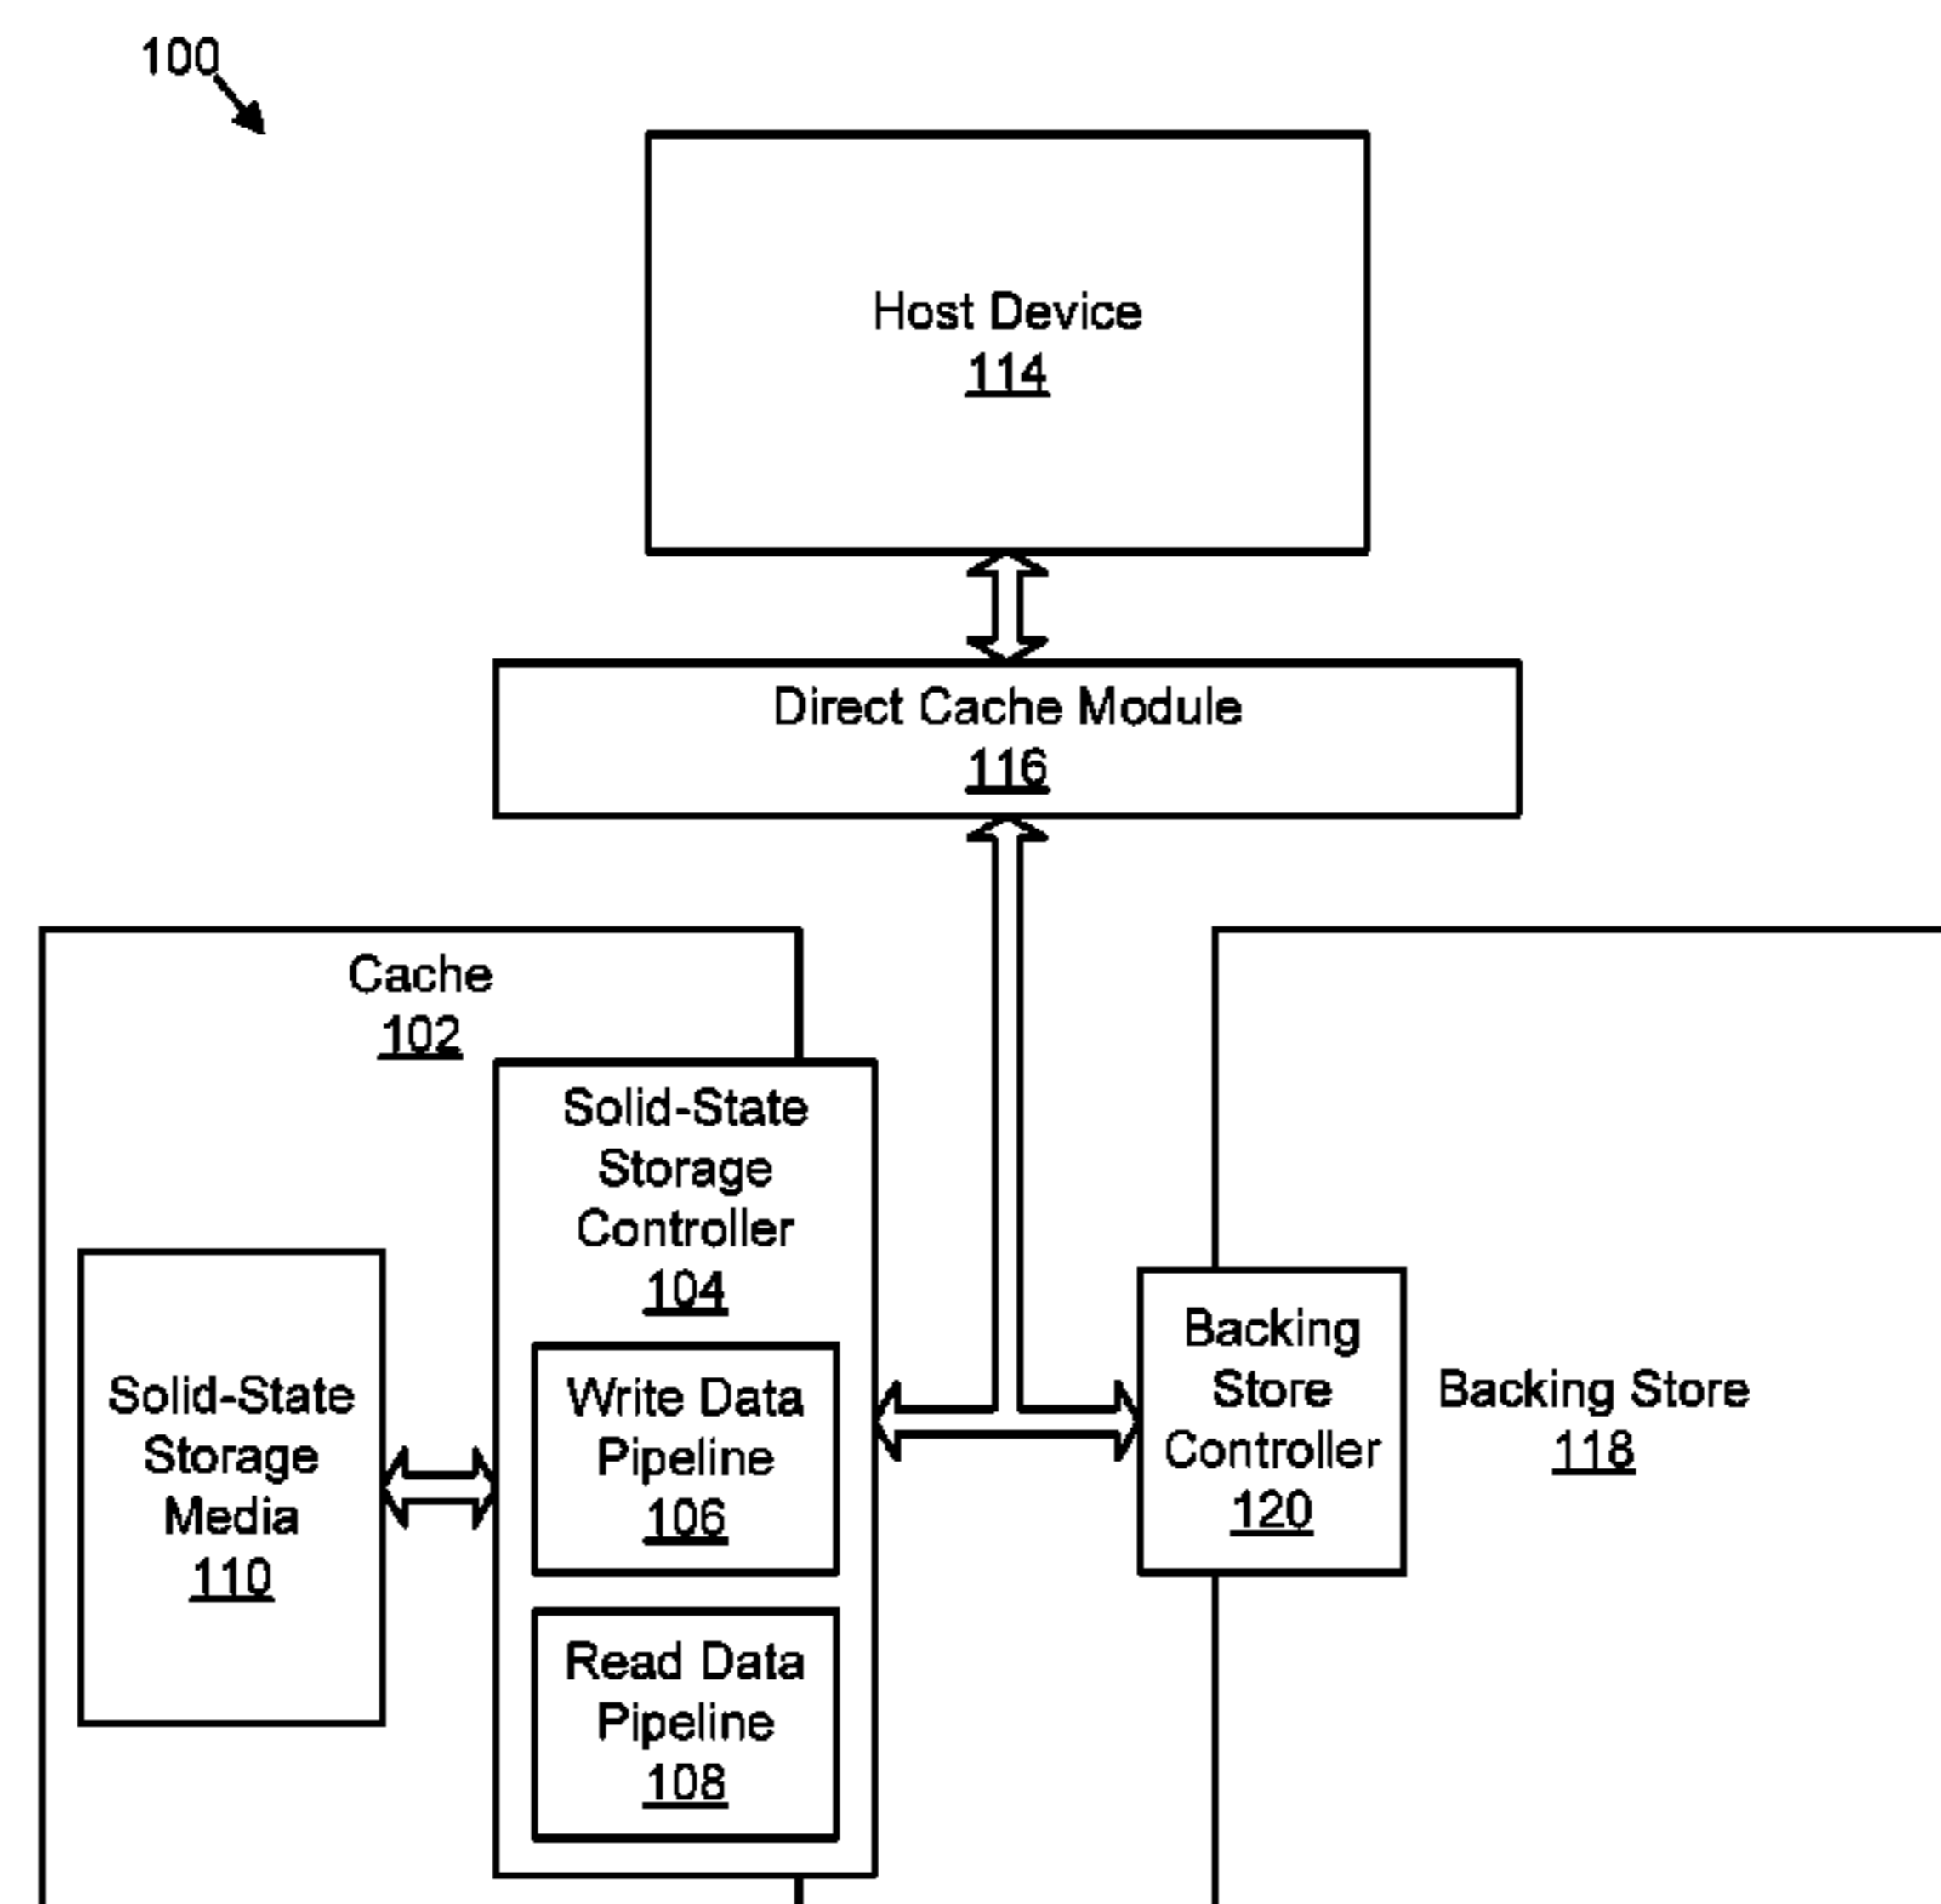 100
Host Device
114
Direct Cache Module
116
Cache
102
Solid-State
Storage
Controller
104
Solid-State
Storage
Media
110
Write Data
Pipeline
106
Read Data
Pipeline
108
Backing
Store
Controller
120
Backing Store
118